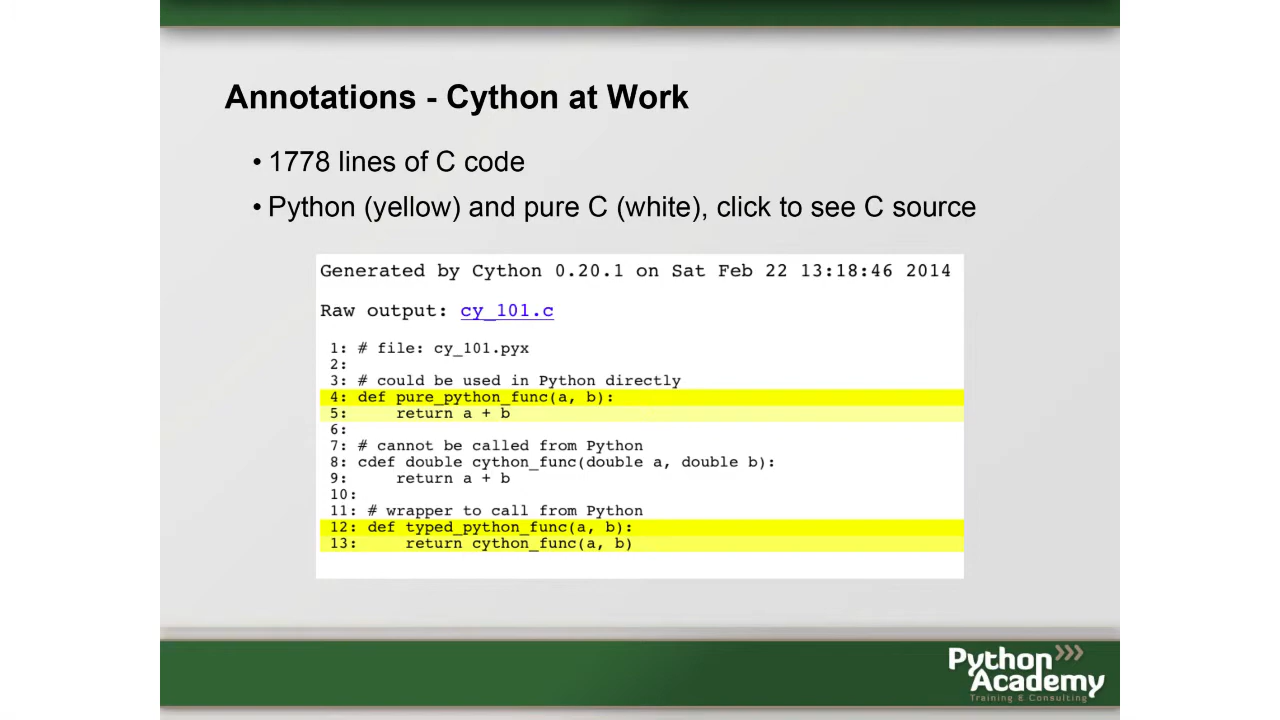 Annotations - Cython at Work
• 1778 lines of C code
• Python (yellow) and pure C (white), click to see C source
Generated by Cython 0.20.1 on Sat Feb 22 13:18:46 2014
Raw output: cy_101.c
1: # file: cy_101.pyx
2:
3: # could be used in Python directly
4: def pure_python_func(a, b):
5:     return a + b
6:
7: # cannot be called from Python
8: cdef double cython_func(double a, double b):
9:     return a + b
10:
11: # wrapper to call from Python
12: def typed_python_func(a, b):
13:     return cython_func(a, b)
Python
Academy
Training & Consulting